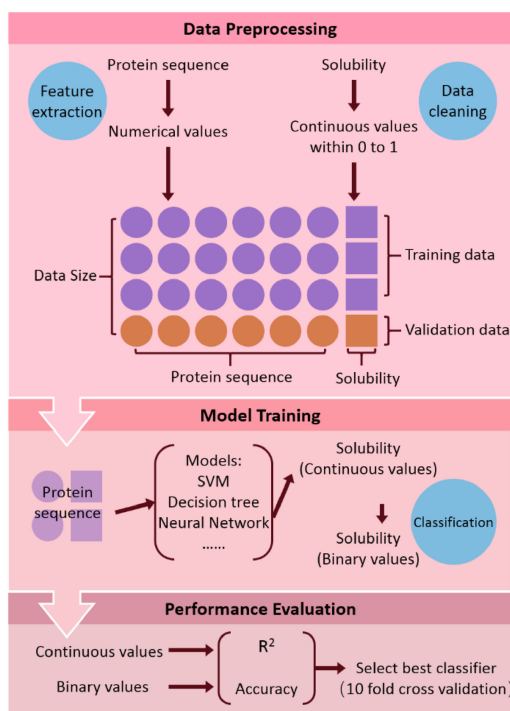 Data Preprocessing
Protein sequence
Solubility
Feature
extraction
Data
cleaning
Numerical values
Continuous values
within 0 to 1
Data Size
Training data
Validation data
Protein sequence
Solubility
Model Training
Protein
sequence
Models:
SVM
Decision tree
Neural Network
......
Solubility
(Continuous values)
Solubility
(Binary values)
Classification
Performance Evaluation
Continuous values
R²
Binary values
Accuracy
Select best classifier
(10 fold cross validation)